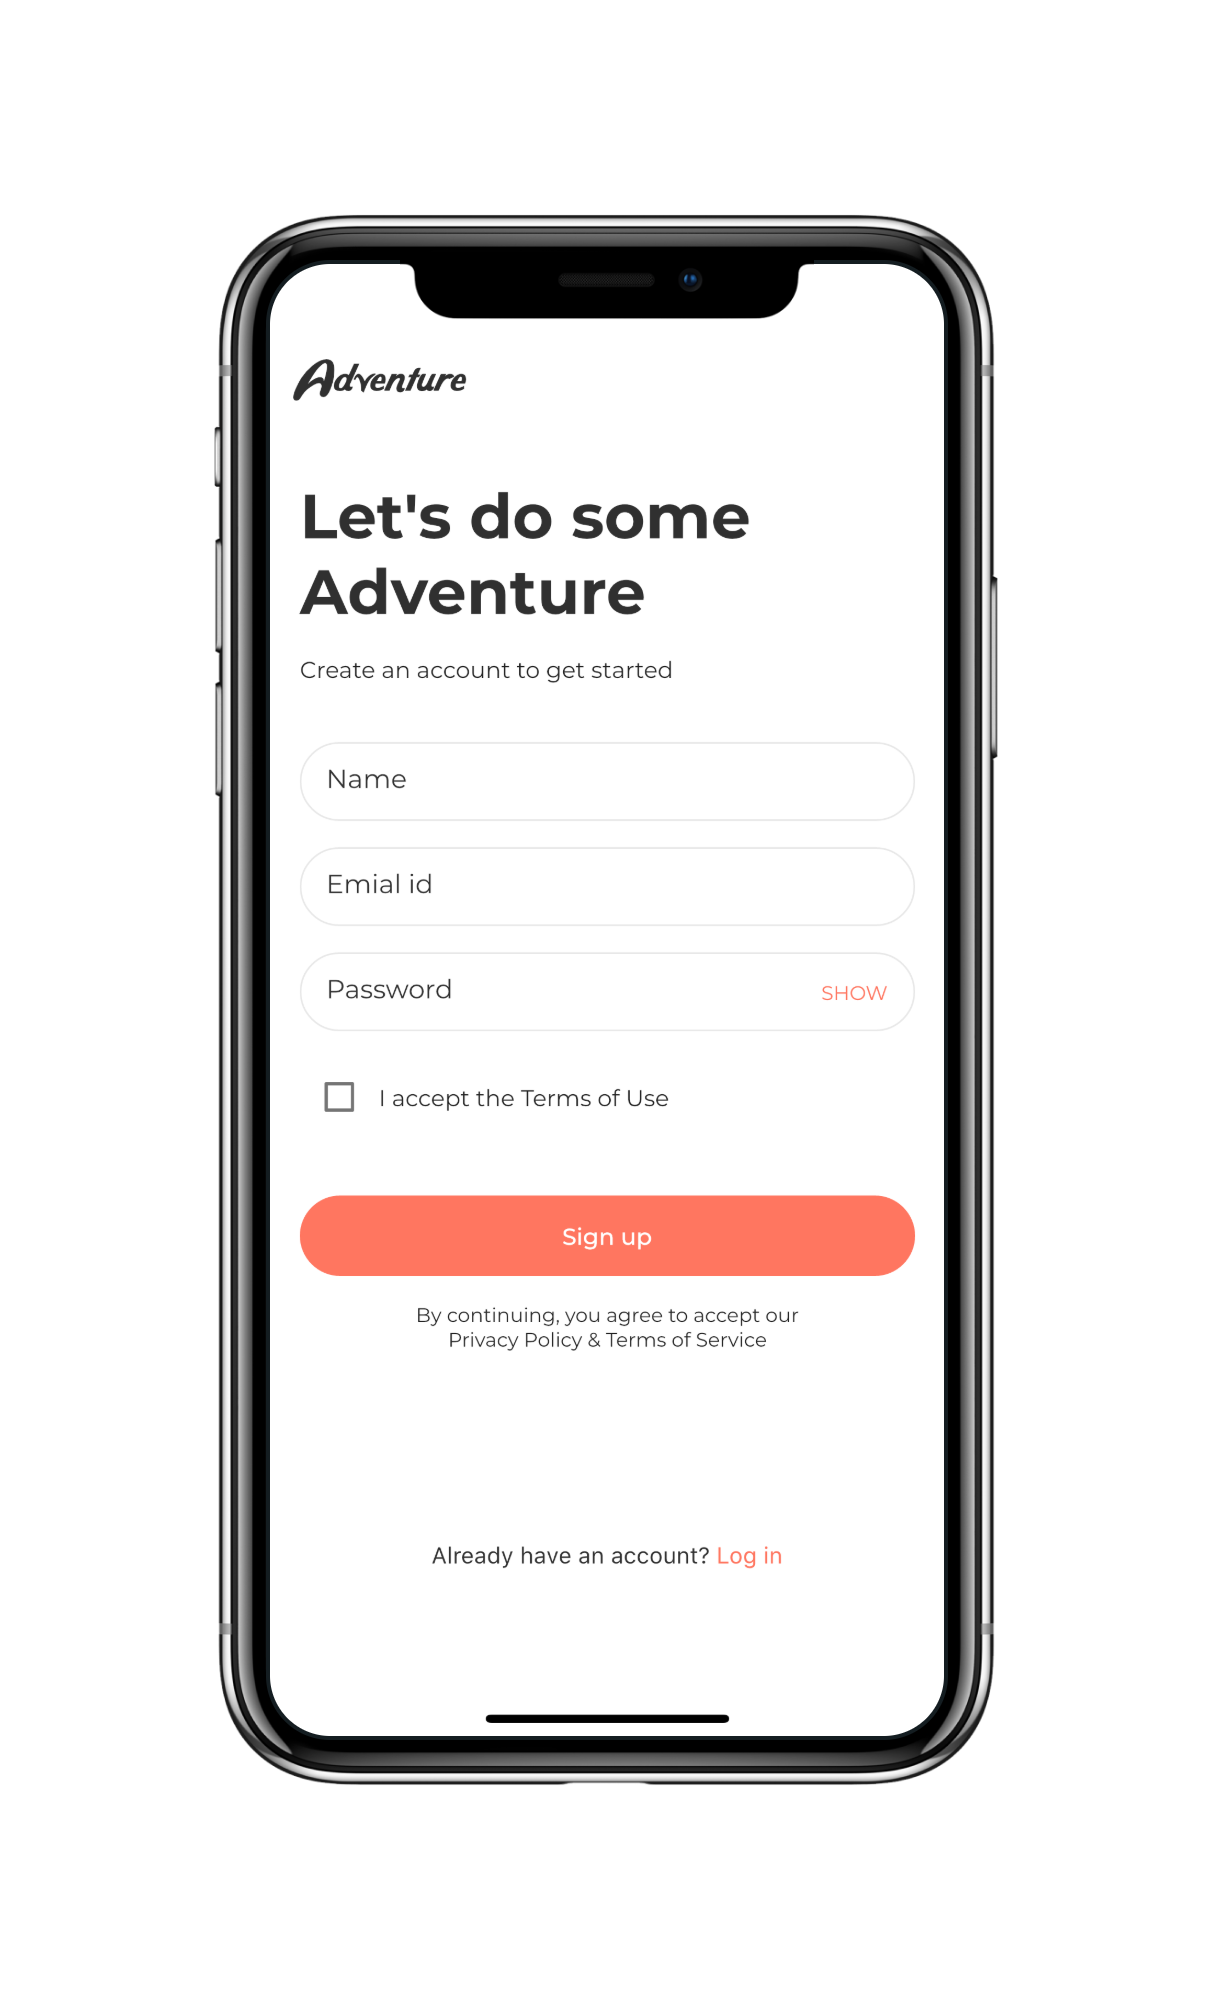 Adventure
Let's do some
Adventure
Create an account to get started
Name
Emial id
Password SHOW
I accept the Terms of Use
Sign up
By continuing, you agree to accept our
Privacy Policy & Terms of Service
Already have an account? Log in